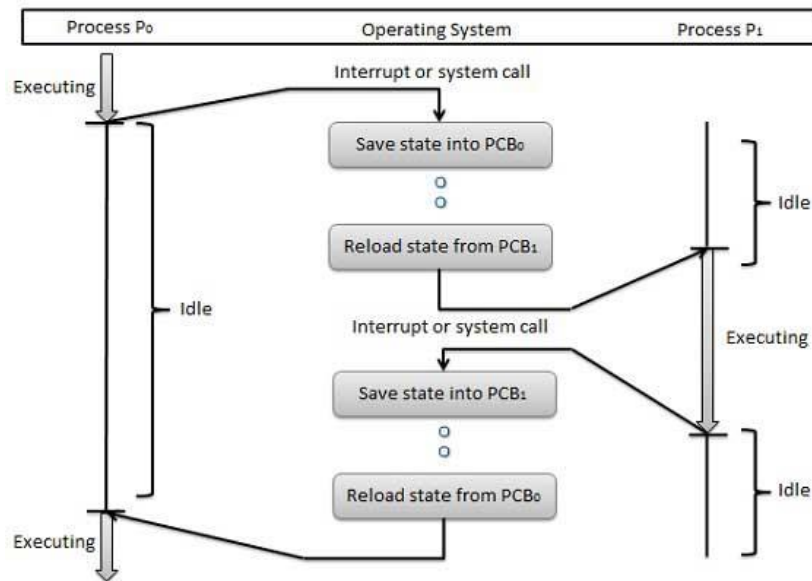 Process P₀ Operating System Process P₁
Interrupt or system call
Executing
Save state into PCB₀
Idle
Reload state from PCB₁
Idle
Interrupt or system call
Executing
Save state into PCB₁
Idle
Reload state from PCB₀
Executing